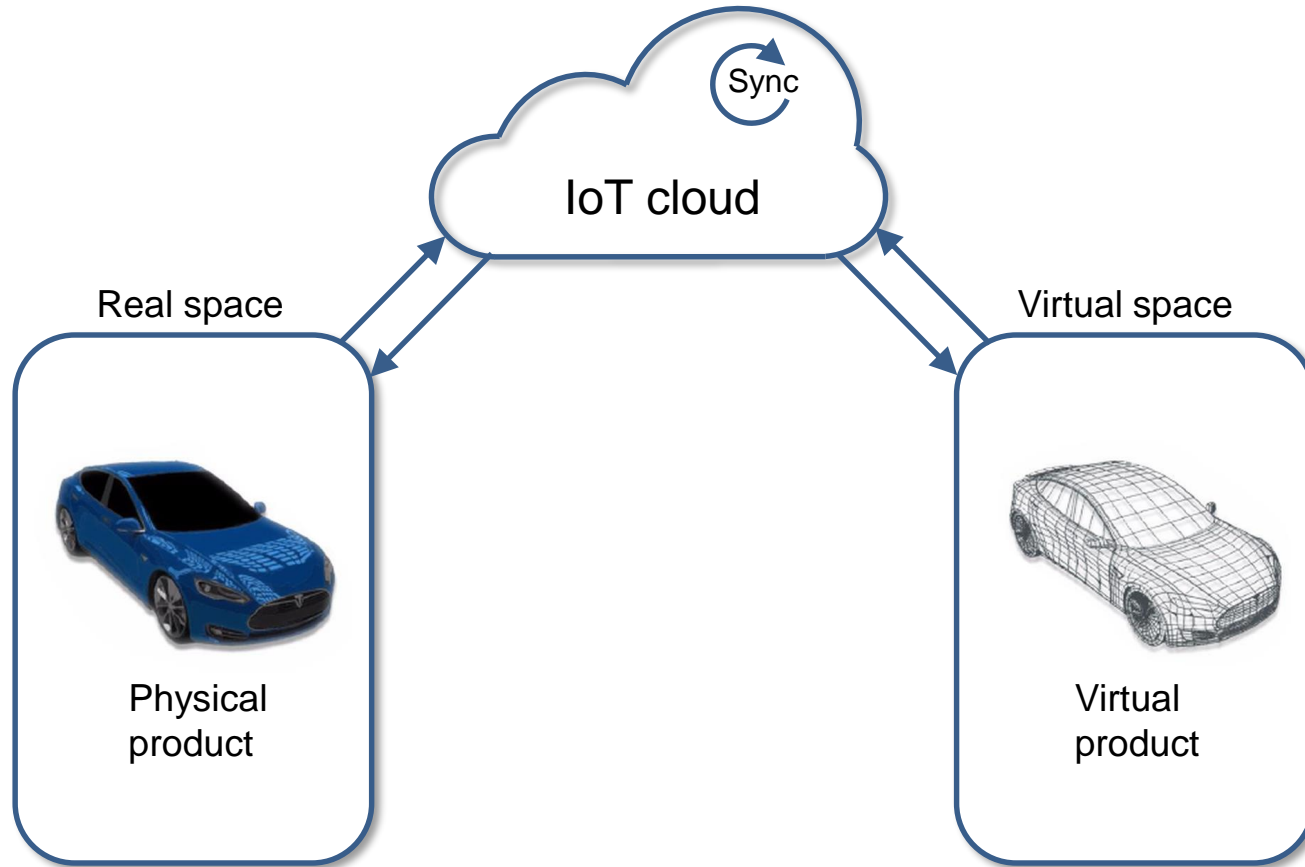 Sync
IoT cloud
Real space
Virtual space
Physical
product
Virtual
product